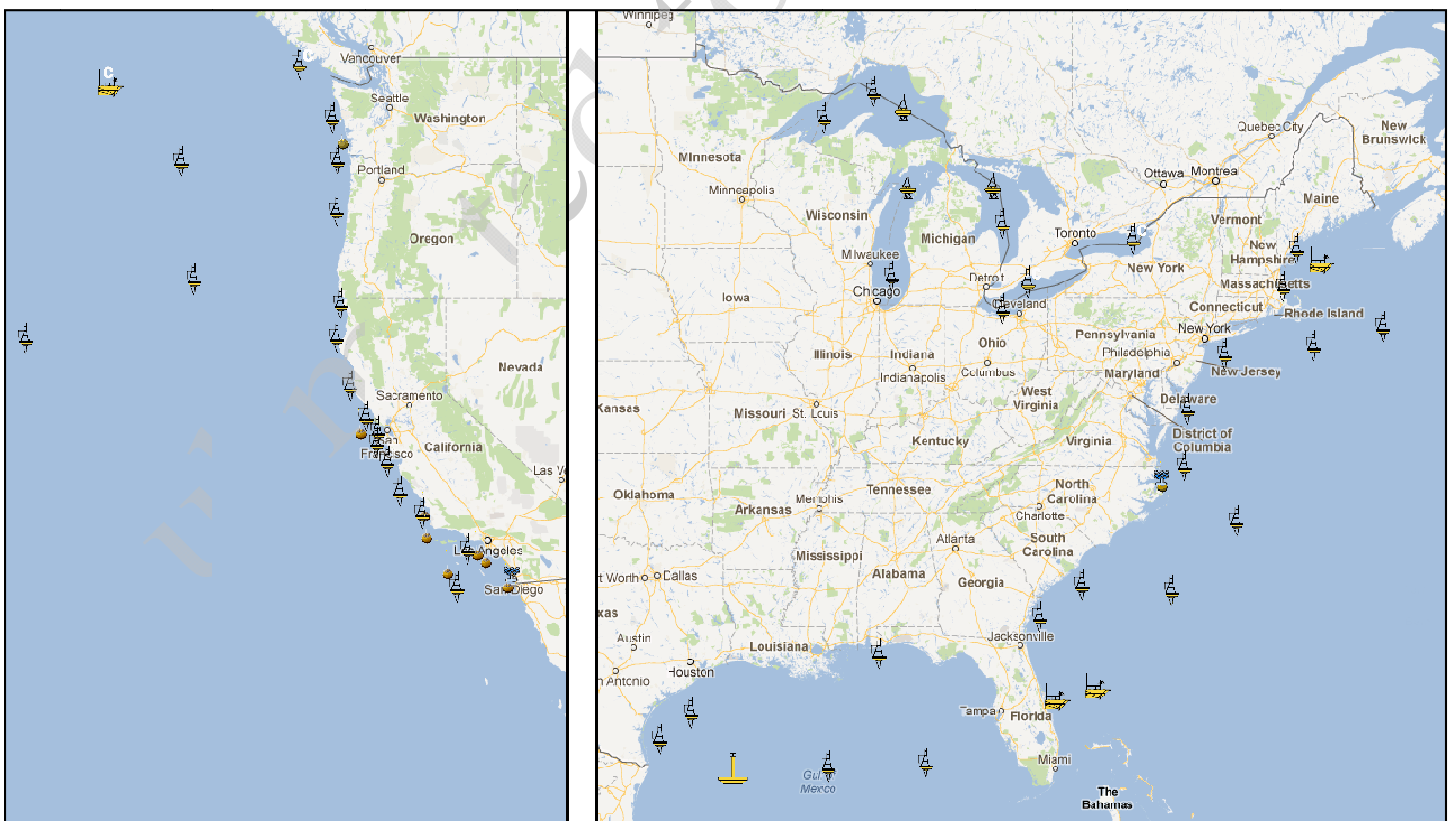 C
Vancouver
Seattle
Washington
Portland
Oregon
Nevada
Sacramento
San
Francisco
California
Las V
Los Angeles
San Diego
Winnipeg
Quebec City
New
Brunswick
Minnesota
Ottawa
Montreal
Minneapolis
Maine
Wisconsin
Vermont
C
Toronto
Michigan
New
Hampshire
Milwaukee
New York
Detroit
Massachusetts
Chicago
Iowa
Cleveland
Connecticut
Rhode Island
New York
Pennsylvania
Ohio
Illinois
Indiana
Philadelphia
Indianapolis
Columbus
Maryland
New Jersey
West
Virginia
Delaware
Kansas
Missouri
St. Louis
District of
Columbia
Kentucky
Virginia
Oklahoma
Memphis
Tennessee
North
Carolina
Arkansas
Charlotte
Atlanta
South
Carolina
Mississippi
Alabama
Georgia
t Worth
Dallas
xas
Austin
Louisiana
Jacksonville
Houston
n Antonio
Tampa
Florida
Miami
Mexico
The
Bahamas